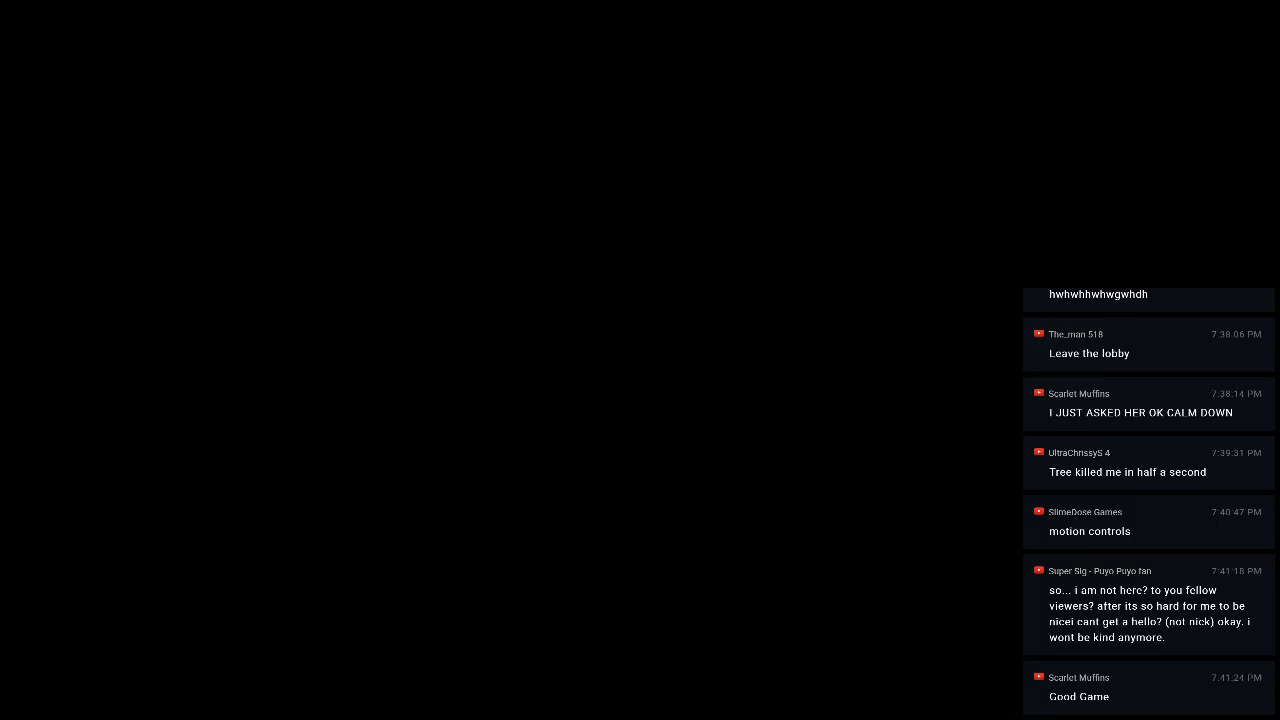 hwhwhhwhwgwhdh
The_man 518 7:38:06 PM
Leave the lobby
Scarlet Muffins 7:38:14 PM
I JUST ASKED HER OK CALM DOWN
UltraChrissyS 4 7:39:31 PM
Tree killed me in half a second
SlimeDose Games 7:40:47 PM
motion controls
Super Sig - Puyo Puyo fan 7:41:18 PM
so... i am not here? to you fellow
viewers? after its so hard for me to be
nicei cant get a hello? (not nick) okay. i
wont be kind anymore.
Scarlet Muffins 7:41:24 PM
Good Game